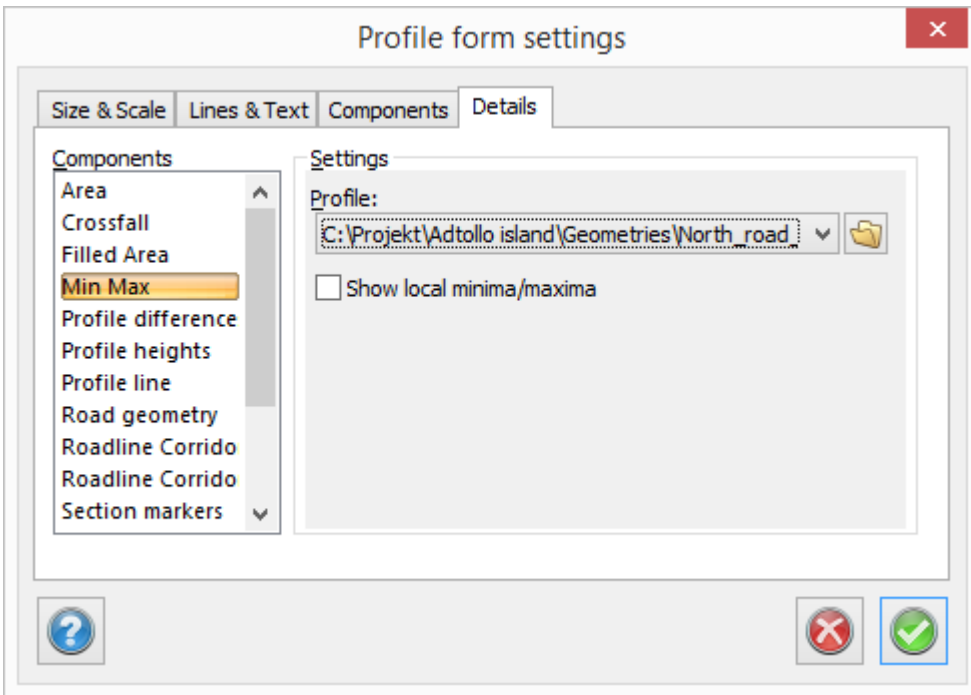 Profile form settings
Size & Scale Lines & Text Components Details
Components
Area
Crossfall
Filled Area
Min Max
Profile difference
Profile heights
Profile line
Road geometry
Roadline Corrido
Roadline Corrido
Section markers
Settings
Profile:
C:\Projekt\Adtollo island\Geometries\North_road_
Show local minima/maxima